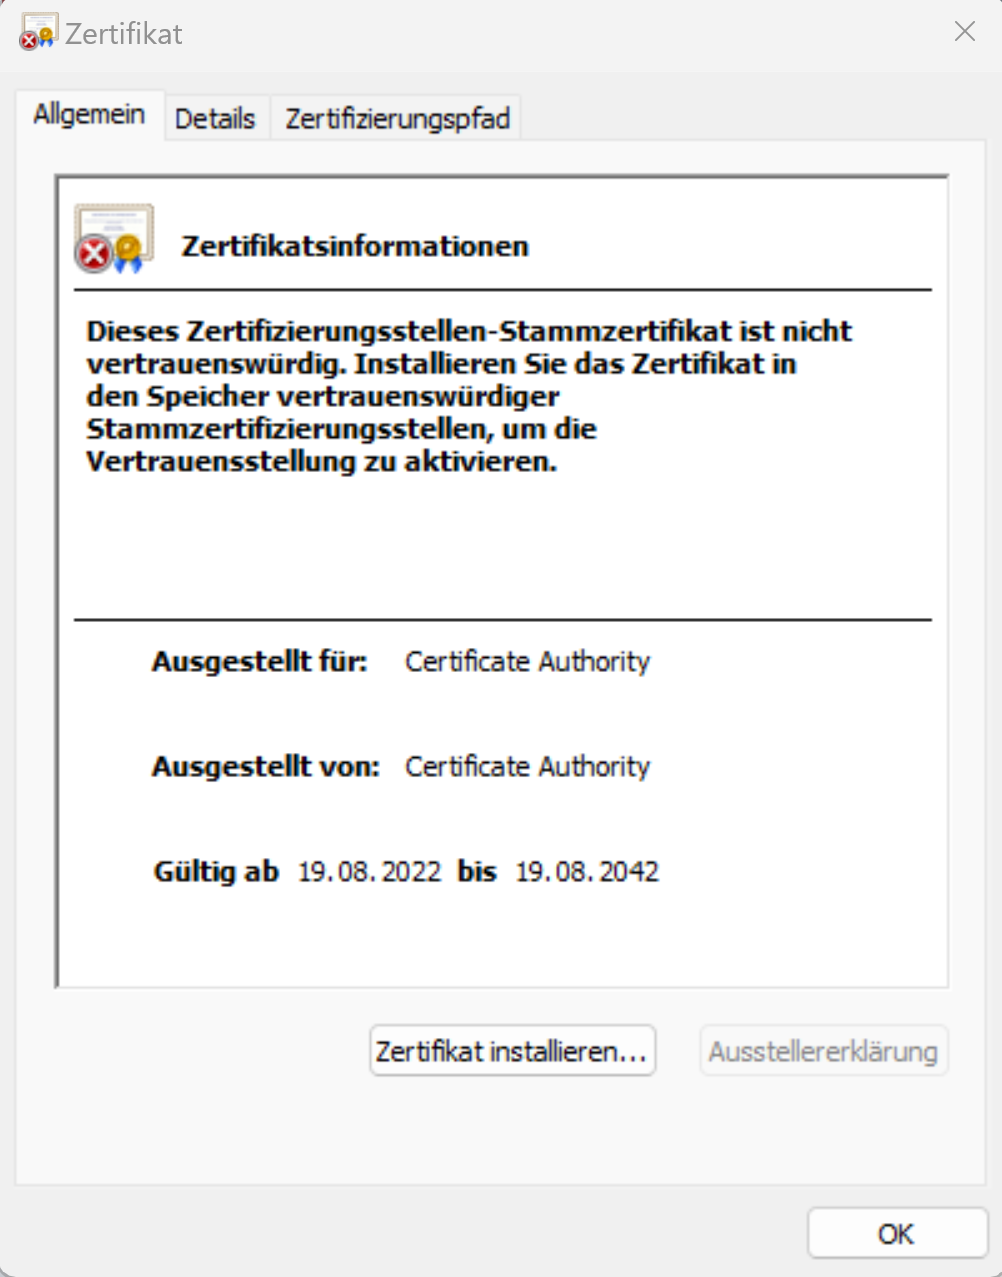 Zertifikat
Allgemein Details Zertifizierungspfad
Zertifikatsinformationen
Dieses Zertifizierungsstellen-Stammzertifikat ist nicht
vertrauenswürdig. Installieren Sie das Zertifikat in
den Speicher vertrauenswürdiger
Stammzertifizierungsstellen, um die
Vertrauensstellung zu aktivieren.
Ausgestellt für: Certificate Authority
Ausgestellt von: Certificate Authority
Gültig ab 19.08.2022 bis 19.08.2042
Zertifikat installieren... Ausstellererklärung
OK